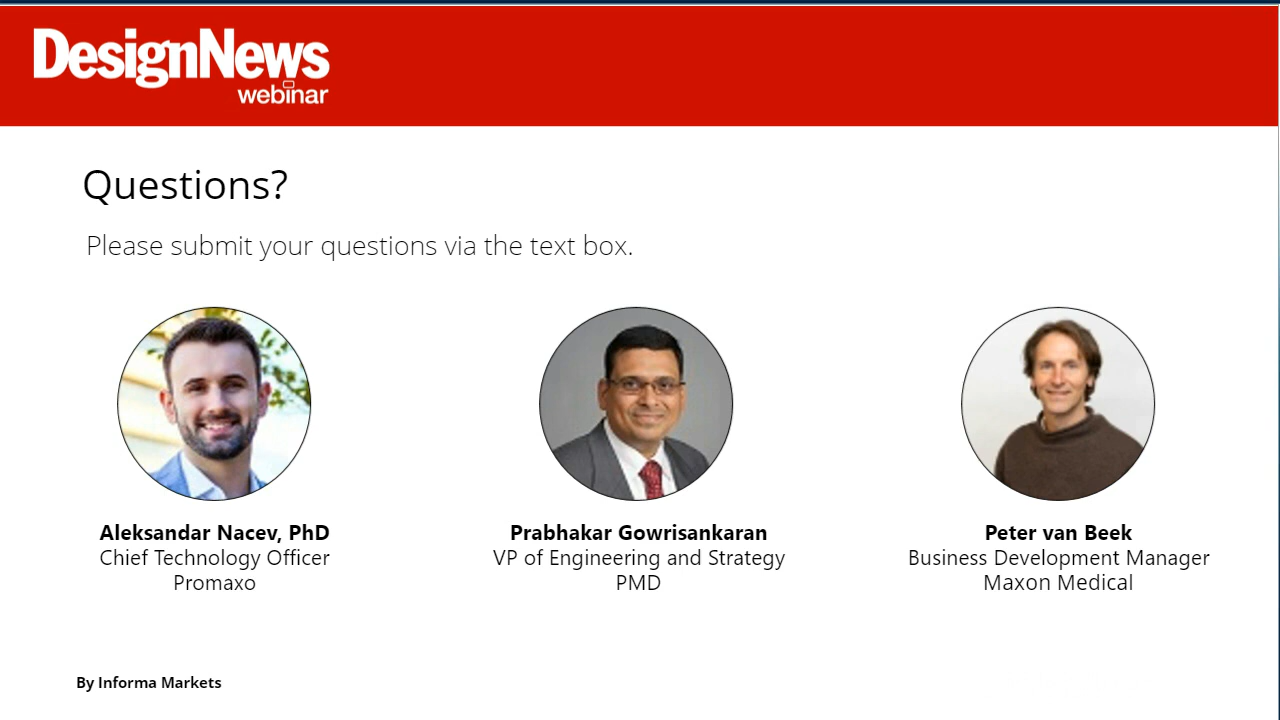 DesignNews
webinar
Questions?
Please submit your questions via the text box.
Aleksandar Nacev, PhD
Chief Technology Officer
Promaxo
Prabhakar Gowrisankaran
VP of Engineering and Strategy
PMD
Peter van Beek
Business Development Manager
Maxon Medical
By Informa Markets